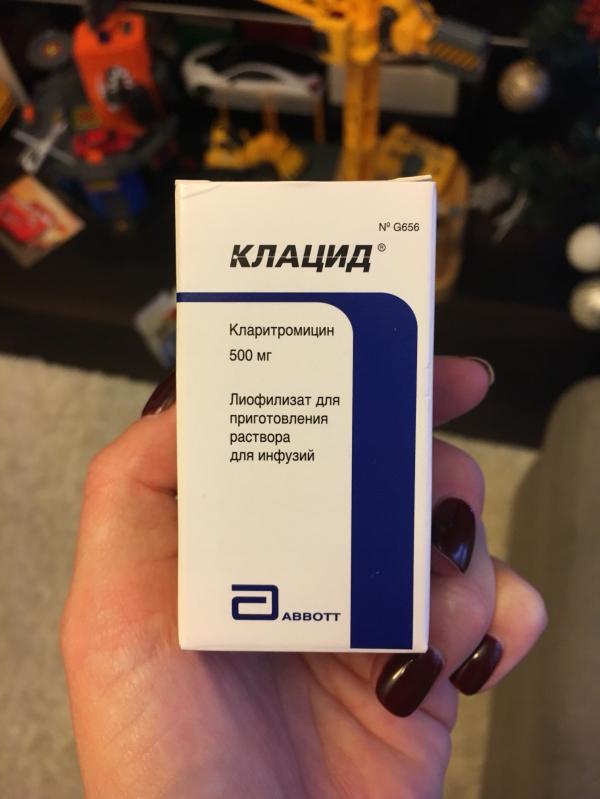 № G656
КЛАЦИД®
Кларитромицин
500 мг
Лиофилизат для
приготовления
раствора
для инфузий
ABBOTT